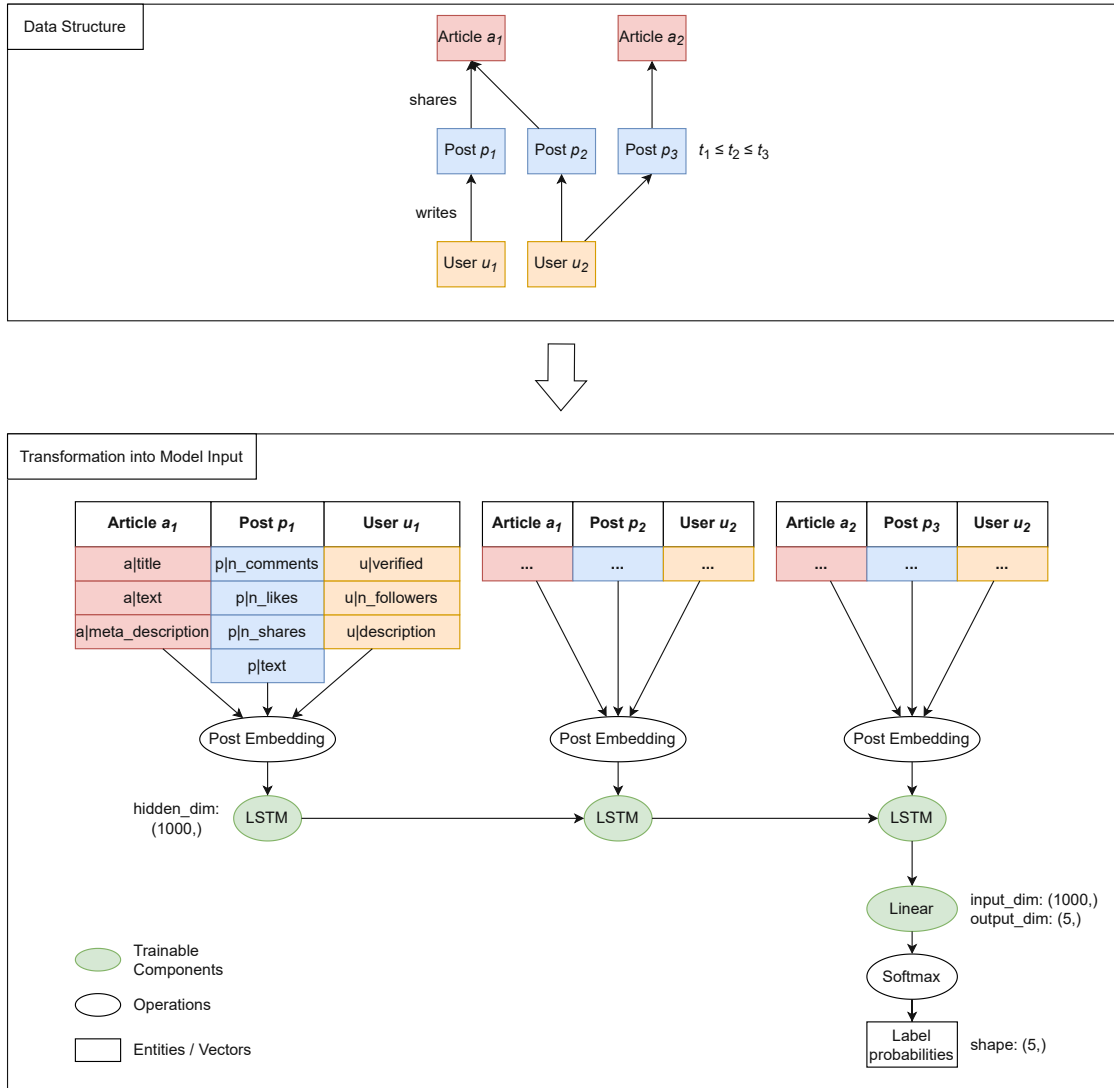 Data Structure
Article a1
Article a2
shares
Post p1
Post p2
Post p3
t1 ≤ t2 ≤ t3
writes
User u1
User u2
Transformation into Model Input
Article a1 Post p1 User u1
a|title p|n_comments u|verified
a|text p|n_likes u|n_followers
a|meta_description p|n_shares u|description
p|text
Article a1 Post p2 User u2
... ... ...
Article a2 Post p3 User u2
... ... ...
Post Embedding
Post Embedding
Post Embedding
hidden_dim:
(1000,)
LSTM
LSTM
LSTM
Linear
input_dim: (1000,)
output_dim: (5,)
Softmax
Label
probabilities
shape: (5,)
Trainable
Components
Operations
Entities / Vectors